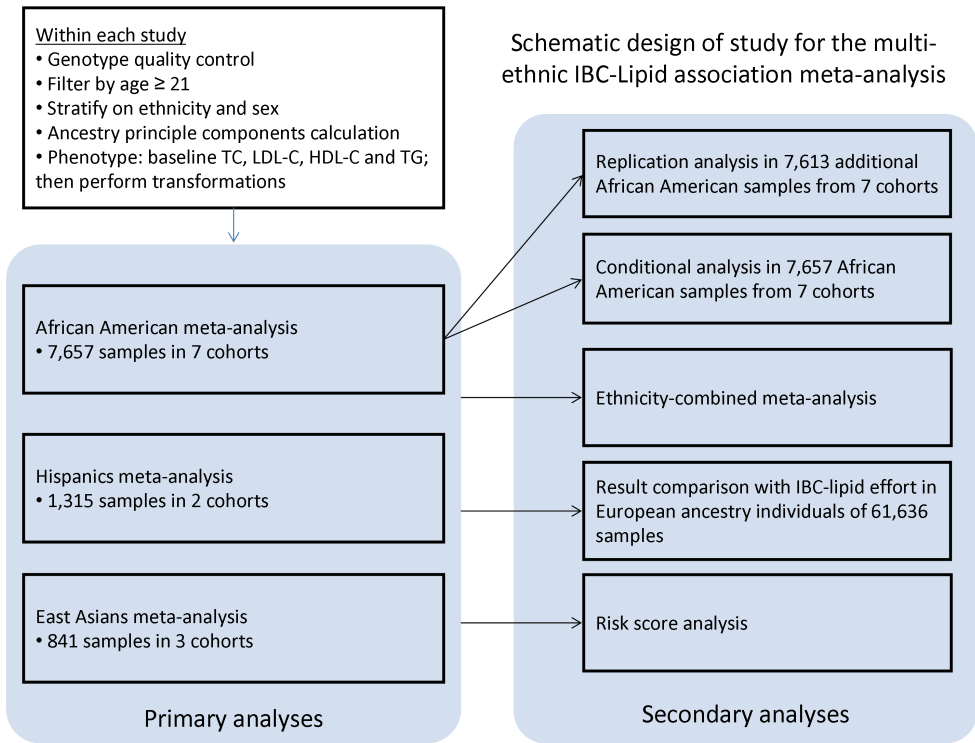 Within each study
• Genotype quality control
• Filter by age ≥ 21
• Stratify on ethnicity and sex
• Ancestry principle components calculation
• Phenotype: baseline TC, LDL-C, HDL-C and TG;
then perform transformations
Schematic design of study for the multi-
ethnic IBC-Lipid association meta-analysis
African American meta-analysis
• 7,657 samples in 7 cohorts
Hispanics meta-analysis
• 1,315 samples in 2 cohorts
East Asians meta-analysis
• 841 samples in 3 cohorts
Primary analyses
Replication analysis in 7,613 additional
African American samples from 7 cohorts
Conditional analysis in 7,657 African
American samples from 7 cohorts
Ethnicity-combined meta-analysis
Result comparison with IBC-lipid effort in
European ancestry individuals of 61,636
samples
Risk score analysis
Secondary analyses